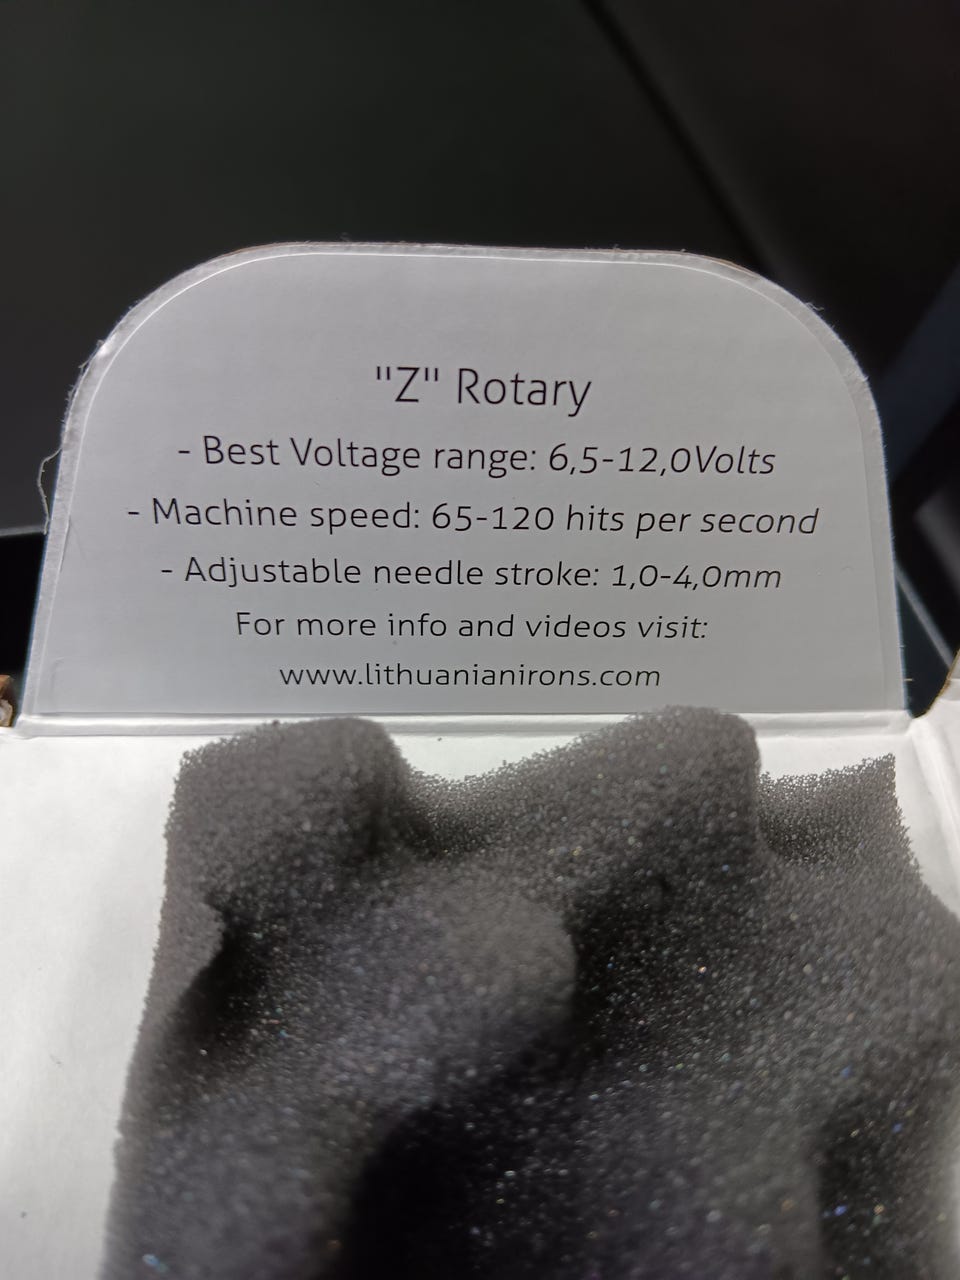 "Z" Rotary
- Best Voltage range: 6,5-12,0Volts
- Machine speed: 65-120 hits per second
- Adjustable needle stroke: 1,0-4,0mm
For more info and videos visit:
www.lithuanianirons.com